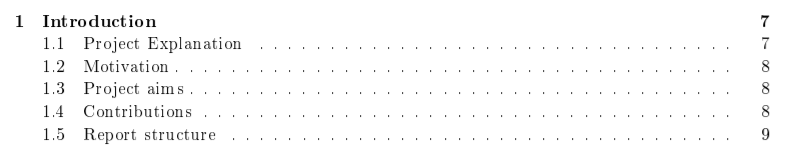 1 Introduction 7
1.1 Project Explanation . . . . . . . . . . . . . . . . . . . . . . . . . . . . . . . . . . 7
1.2 Motivation . . . . . . . . . . . . . . . . . . . . . . . . . . . . . . . . . . . . . . . . 8
1.3 Project aims . . . . . . . . . . . . . . . . . . . . . . . . . . . . . . . . . . . . . . . 8
1.4 Contributions . . . . . . . . . . . . . . . . . . . . . . . . . . . . . . . . . . . . . . 8
1.5 Report structure . . . . . . . . . . . . . . . . . . . . . . . . . . . . . . . . . . . . 9